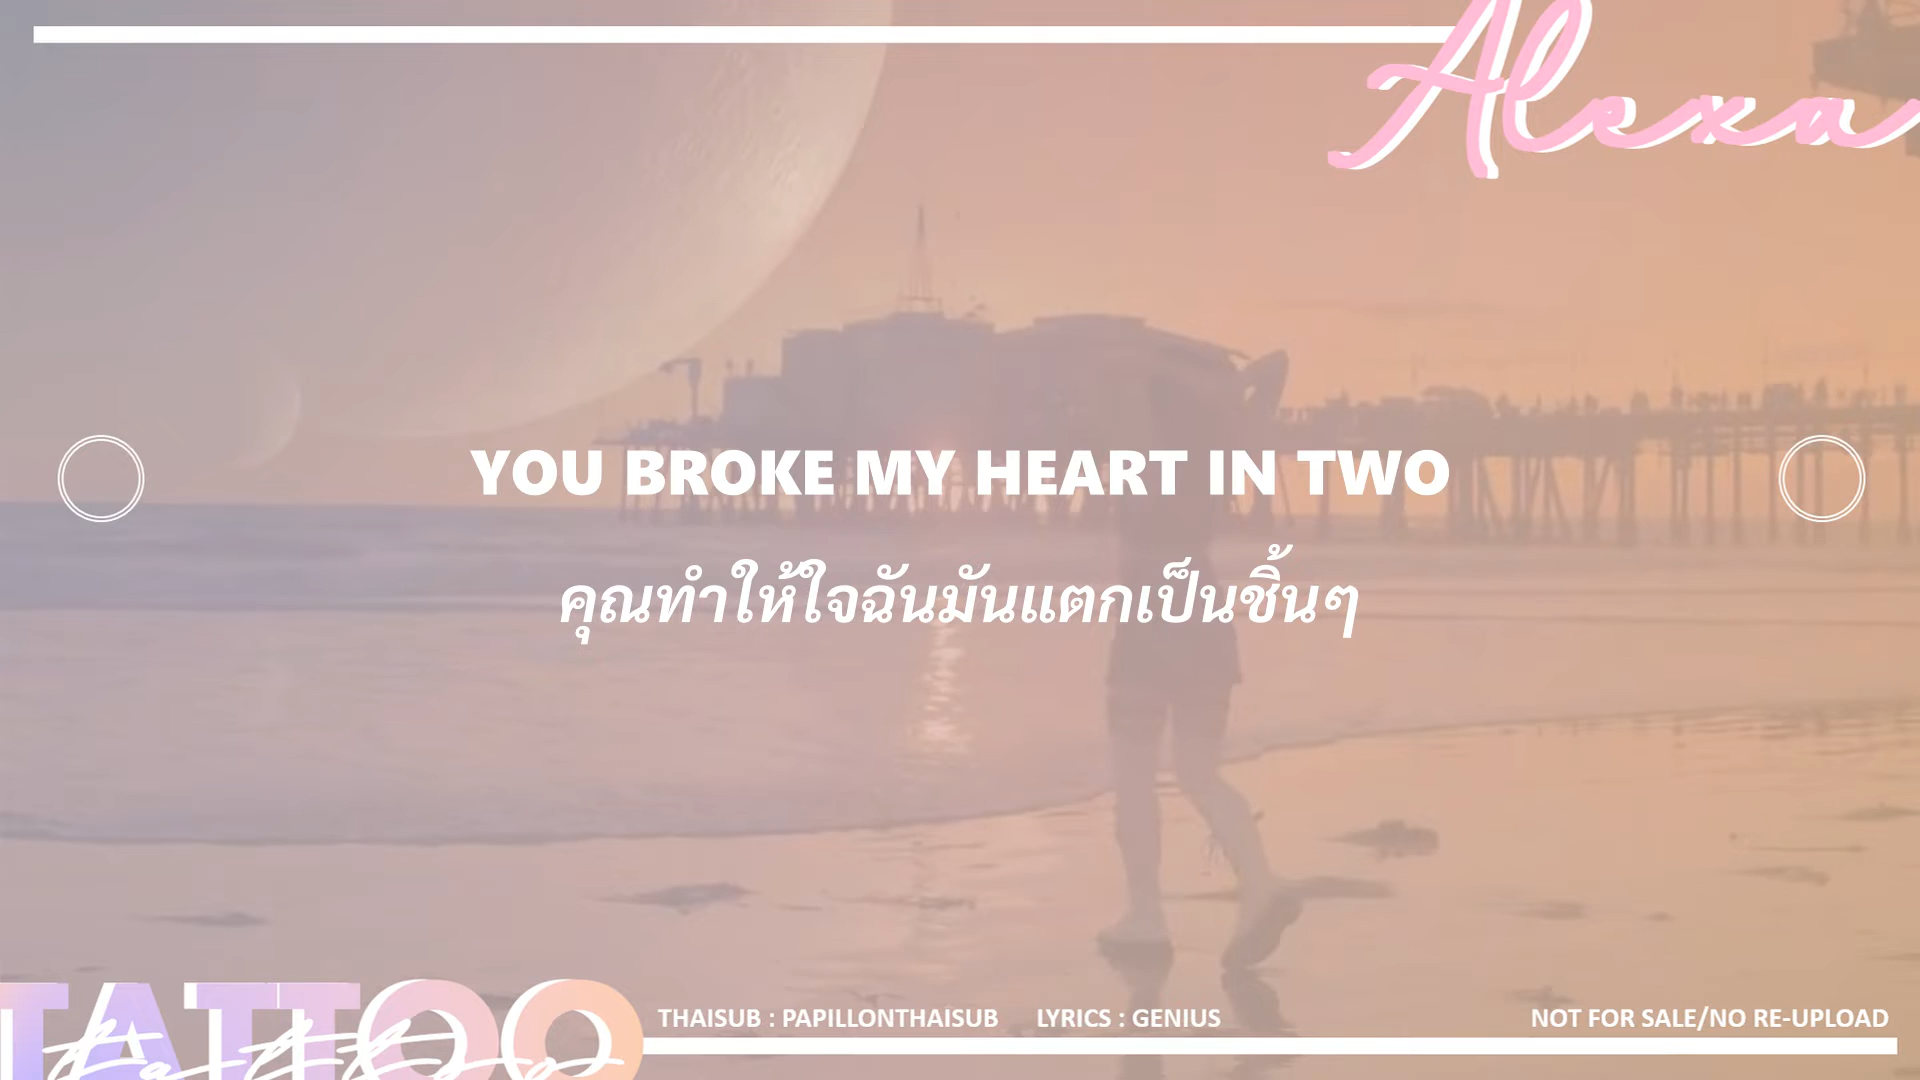 Alexa
YOU BROKE MY HEART IN TWO
คุณทำให้ใจฉันมันแตกเป็นชิ้นๆ
TATTOO
tattoo
THAISUB : PAPILLONTHAISUB LYRICS : GENIUS NOT FOR SALE/NO RE-UPLOAD